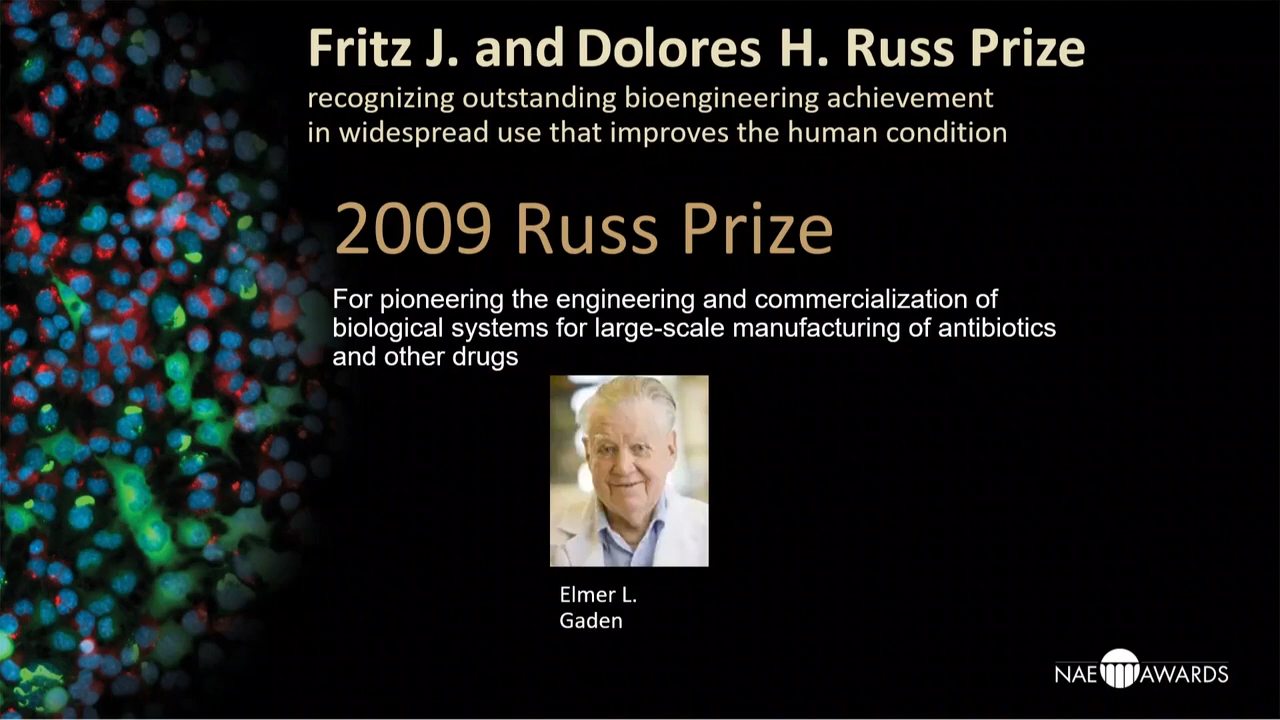 Fritz J. and Dolores H. Russ Prize
recognizing outstanding bioengineering achievement
in widespread use that improves the human condition
2009 Russ Prize
For pioneering the engineering and commercialization of
biological systems for large-scale manufacturing of antibiotics
and other drugs
Elmer L.
Gaden
NAE AWARDS